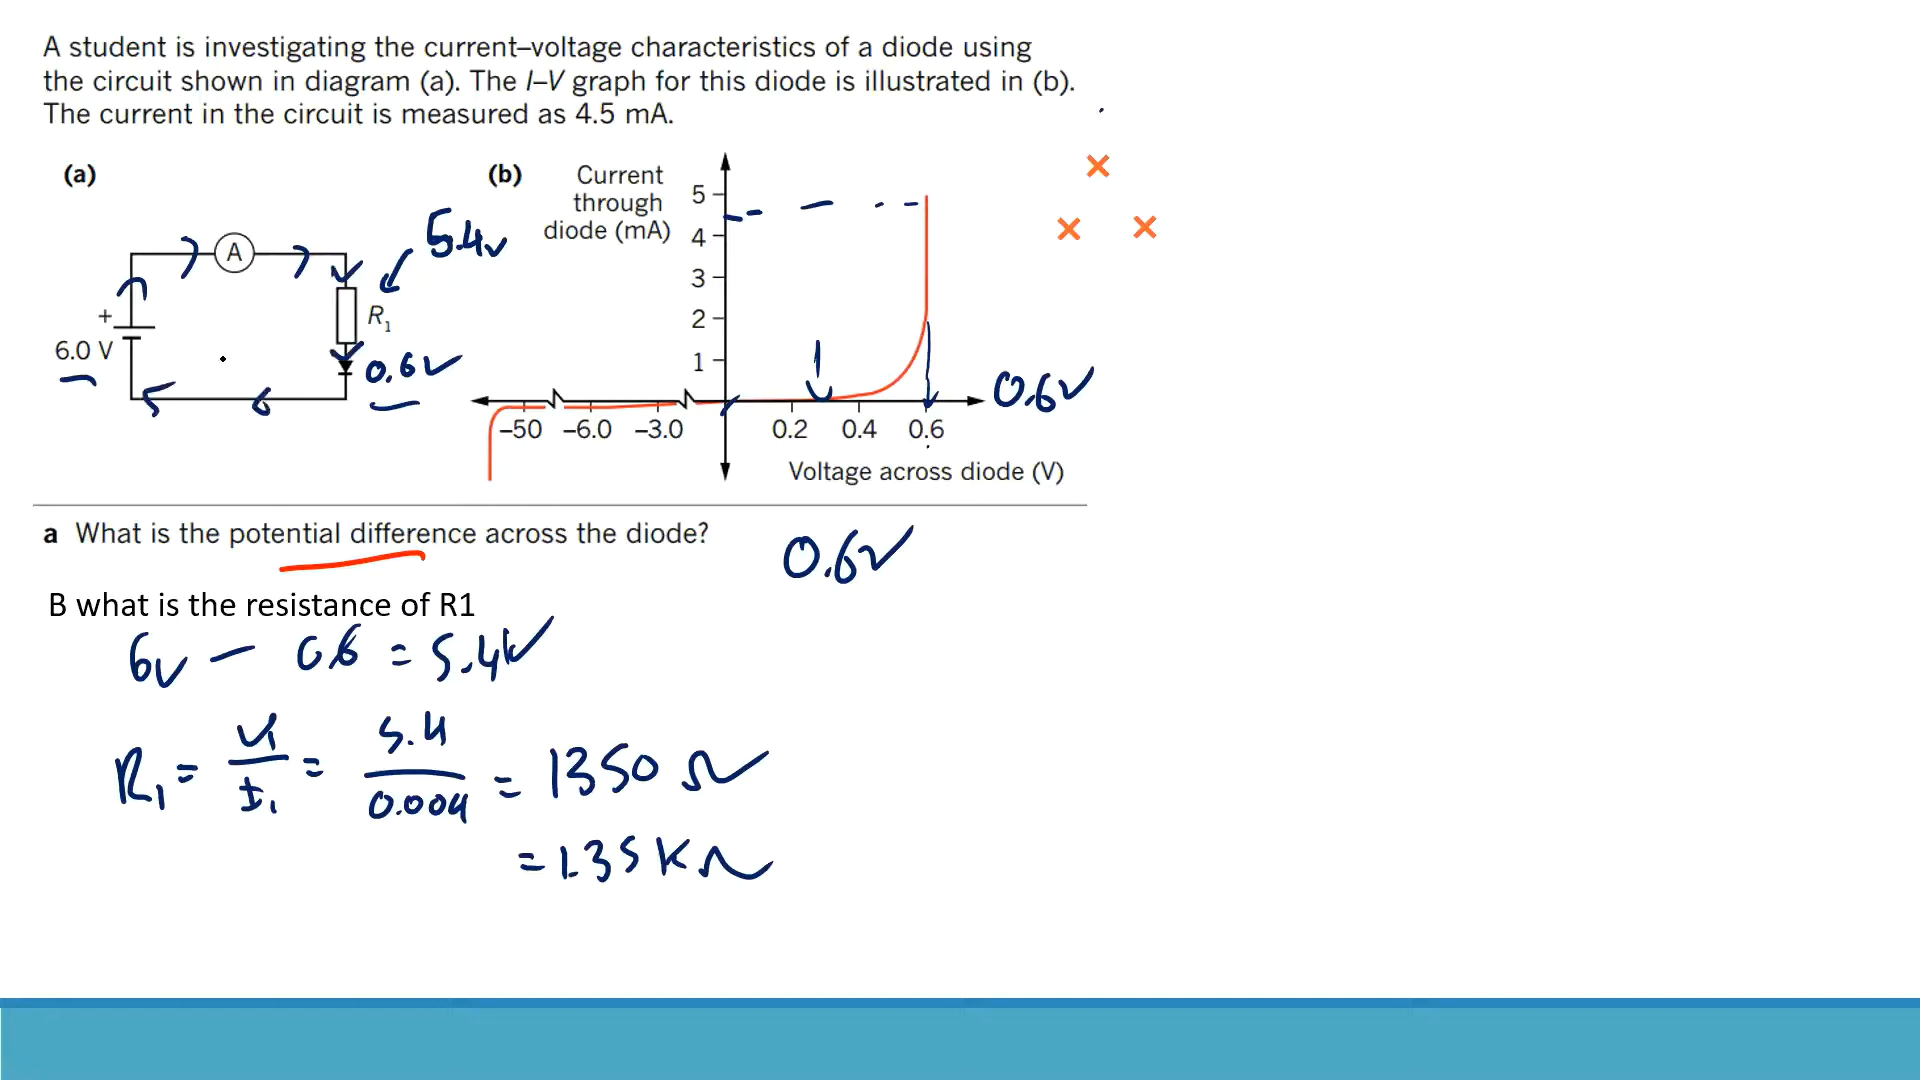 A student is investigating the current–voltage characteristics of a diode using
the circuit shown in diagram (a). The I–V graph for this diode is illustrated in (b).
The current in the circuit is measured as 4.5 mA.
(a)
A
5.4v
+
R1
6.0 V
0.6V
(b)
Current
through
diode (mA)
5
4
3
2
1
0.6V
–50 –6.0 –3.0 0.2 0.4 0.6
Voltage across diode (V)
a What is the potential difference across the diode?
0.6V
B what is the resistance of R1
6v – 0.6 = 5.4V
R1 = V1/I1 = 5.4/0.004 = 1350 Ω
= 1.35 KΩ